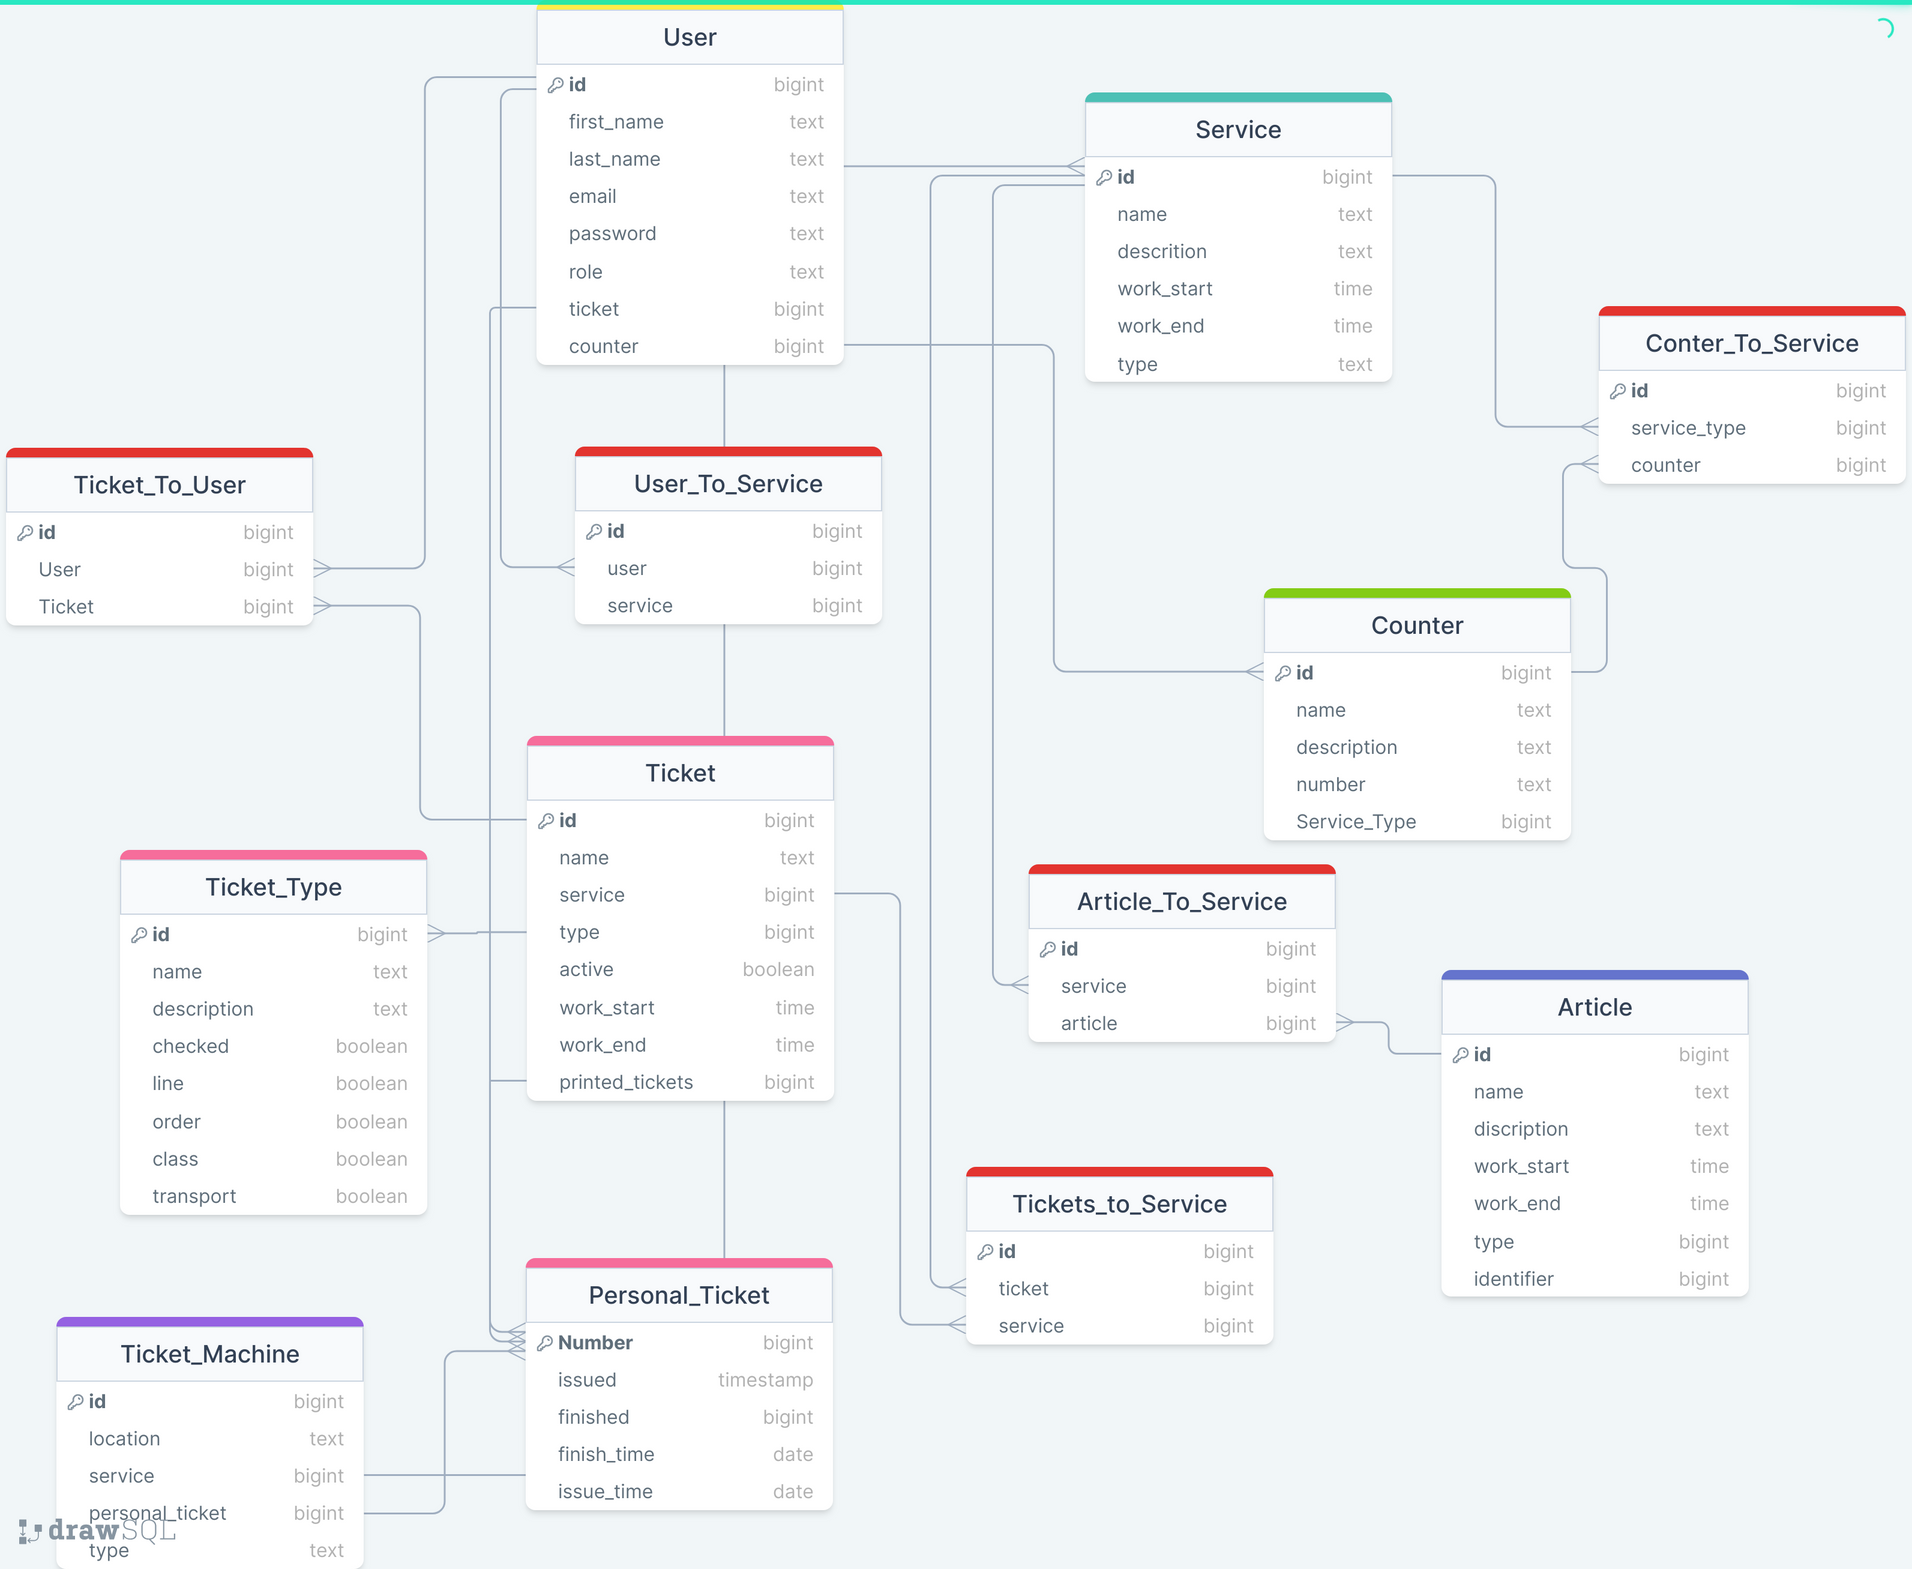 User
id bigint
first_name text
last_name text
email text
password text
role text
ticket bigint
counter bigint
Service
id bigint
name text
descrition text
work_start time
work_end time
type text
Conter_To_Service
id bigint
service_type bigint
counter bigint
Ticket_To_User
id bigint
User bigint
Ticket bigint
User_To_Service
id bigint
user bigint
service bigint
Counter
id bigint
name text
description text
number text
Service_Type bigint
Ticket
id bigint
name text
service bigint
type bigint
active boolean
work_start time
work_end time
printed_tickets bigint
Ticket_Type
id bigint
name text
description text
checked boolean
line boolean
order boolean
class boolean
transport boolean
Article_To_Service
id bigint
service bigint
article bigint
Article
id bigint
name text
discription text
work_start time
work_end time
type bigint
identifier bigint
Tickets_to_Service
id bigint
ticket bigint
service bigint
Personal_Ticket
Number bigint
issued timestamp
finished bigint
finish_time date
issue_time date
Ticket_Machine
id bigint
location text
service bigint
personal_ticket bigint
type text
drawSQL